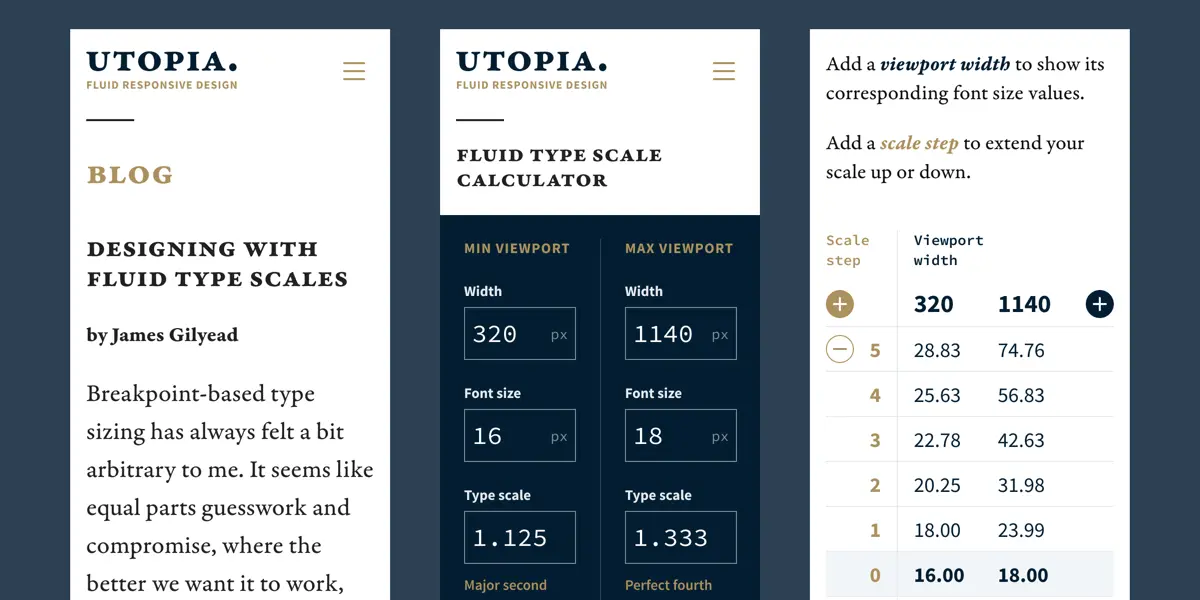 UTOPIA.
FLUID RESPONSIVE DESIGN
BLOG
DESIGNING WITH
FLUID TYPE SCALES
by James Gilyead
Breakpoint-based type
sizing has always felt a bit
arbitrary to me. It seems like
equal parts guesswork and
compromise, where the
better we want it to work,
UTOPIA.
FLUID RESPONSIVE DESIGN
FLUID TYPE SCALE
CALCULATOR
MIN VIEWPORT
Width
320 px
Font size
16 px
Type scale
1.125
Major second
MAX VIEWPORT
Width
1140 px
Font size
18 px
Type scale
1.333
Perfect fourth
Add a viewport width to show its
corresponding font size values.
Add a scale step to extend your
scale up or down.
Scale
step
Viewport
width
320 1140
5 28.83 74.76
4 25.63 56.83
3 22.78 42.63
2 20.25 31.98
1 18.00 23.99
0 16.00 18.00